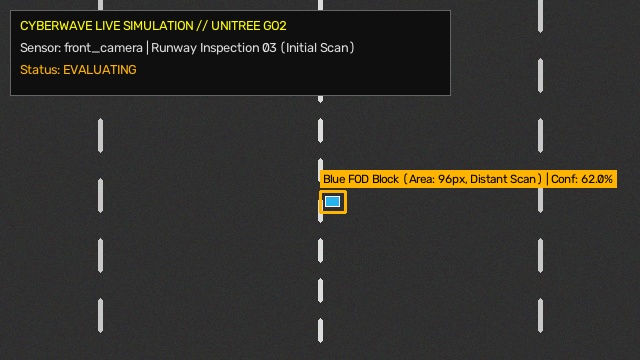 CYBERWAVE LIVE SIMULATION // UNITREE GO2
Sensor: front_camera | Runway Inspection 03 (Initial Scan)
Status: EVALUATING
Blue FOD Block (Area: 96px, Distant Scan) | Conf: 62.0%